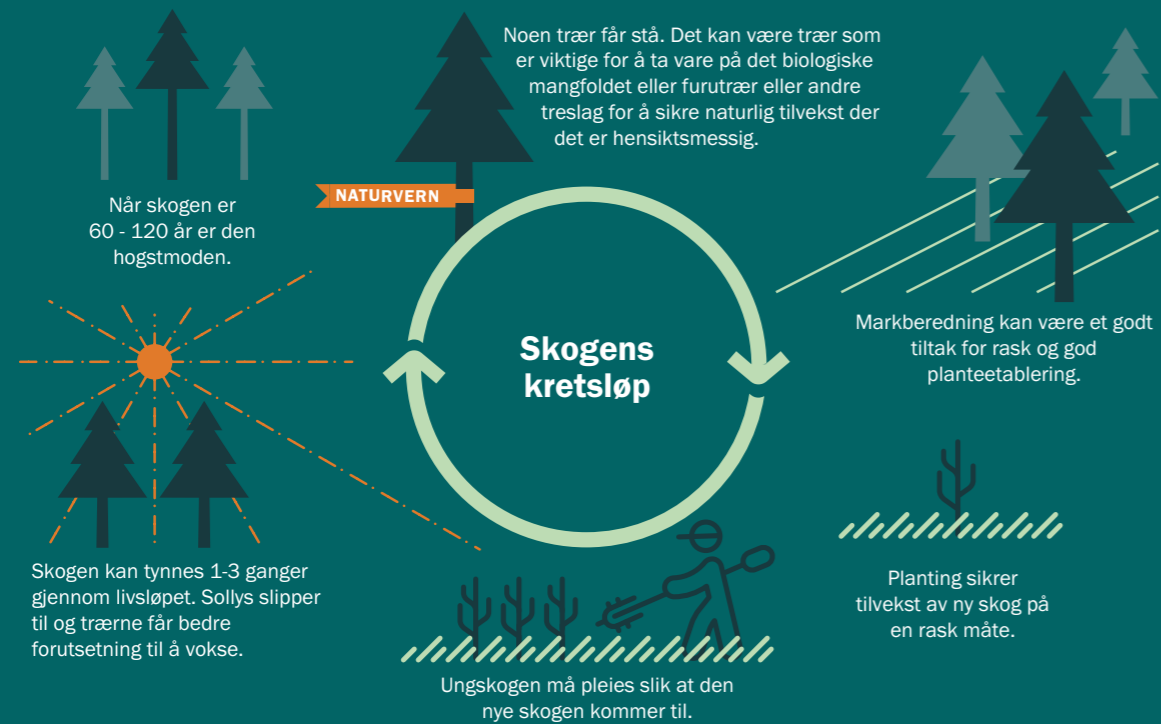 Noen trær får stå. Det kan være trær som
er viktige for å ta vare på det biologiske
mangfoldet eller furutrær eller andre
treslag for å sikre naturlig tilvekst der
det er hensiktsmessig.
NATURVERN
Når skogen er
60 - 120 år er den
hogstmoden.
Skogens
kretsløp
Markberedning kan være et godt
tiltak for rask og god
planteetablering.
Planting sikrer
tilvekst av ny skog på
en rask måte.
Ungskogen må pleies slik at den
nye skogen kommer til.
Skogen kan tynnes 1-3 ganger
gjennom livsløpet. Sollys slipper
til og trærne får bedre
forutsetning til å vokse.